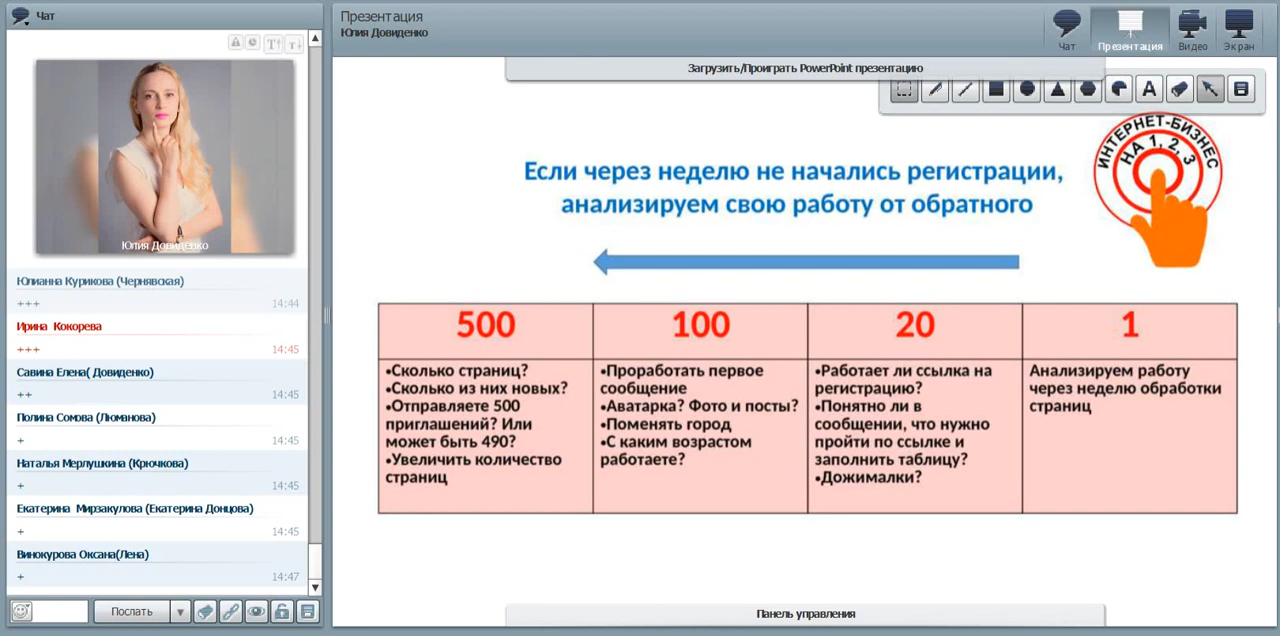 Чат
Юлия Довиденко
Юлианна Курикова (Чернявская)
+++
14:44
Ирина Кокорева
+++
14:45
Савина Елена( Довиденко)
++
14:45
Полина Сомова (Люманова)
+
14:45
Наталья Мерлушкина (Крючкова)
+
14:45
Екатерина Мирзакулова (Екатерина Донцова)
+
14:45
Винокурова Оксана(Лена)
+
14:47
Послать
Презентация
Юлия Довиденко
Чат
Презентация
Видео
Экран
Загрузить/Проиграть PowerPoint презентацию
ИНТЕРНЕТ-БИЗНЕС
НА 1, 2, 3
Если через неделю не начались регистрации,
анализируем свою работу от обратного
500
•Сколько страниц?
•Сколько из них новых?
•Отправляете 500
приглашений? Или
может быть 490?
•Увеличить количество
страниц
100
•Проработать первое
сообщение
•Аватарка? Фото и посты?
•Поменять город
•С каким возрастом
работаете?
20
•Работает ли ссылка на
регистрацию?
•Понятно ли в
сообщении, что нужно
пройти по ссылке и
заполнить таблицу?
•Дожималки?
1
Анализируем работу
через неделю обработки
страниц
Панель управления